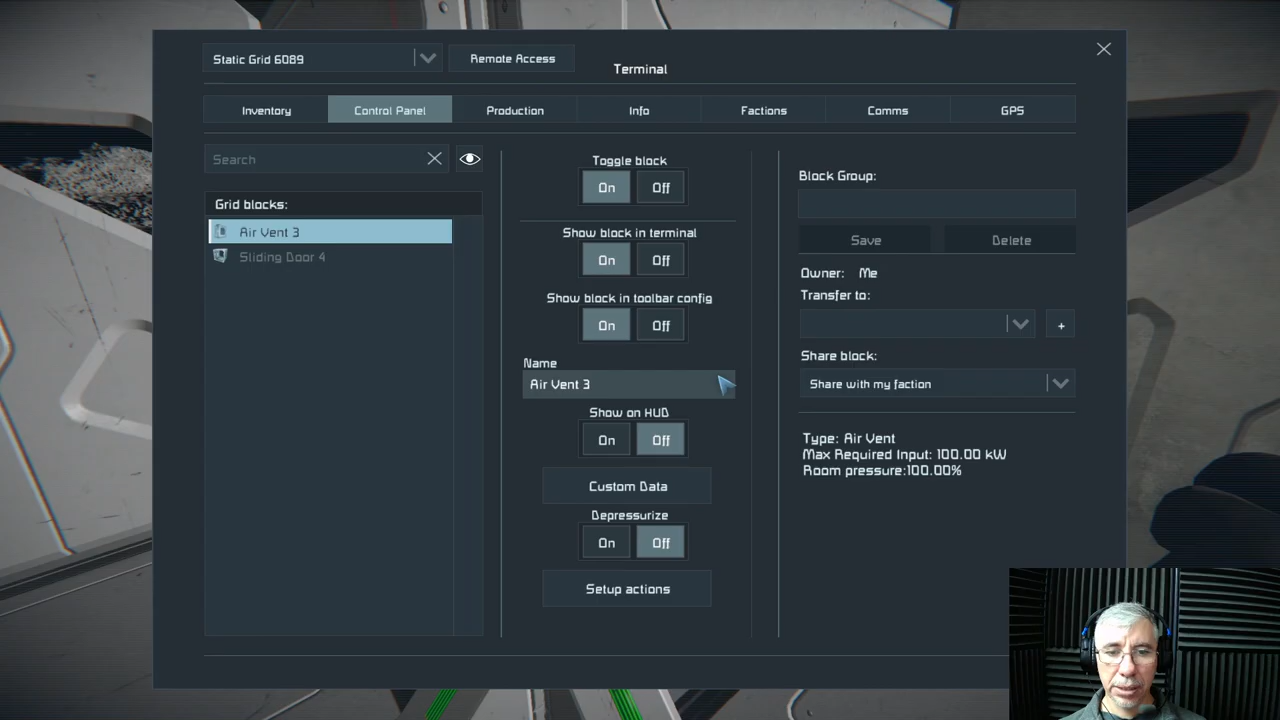 Static Grid 6089
Remote Access
Terminal
Inventory
Control Panel
Production
Info
Factions
Comms
GPS
Search
Grid blocks:
Air Vent 3
Sliding Door 4
Toggle block
On Off
Show block in terminal
On Off
Show block in toolbar config
On Off
Name
Air Vent 3
Show on HUD
On Off
Custom Data
Depressurize
On Off
Setup actions
Block Group:
Save
Delete
Owner: Me
Transfer to:
+
Share block:
Share with my faction
Type: Air Vent
Max Required Input: 100.00 kW
Room pressure:100.00%